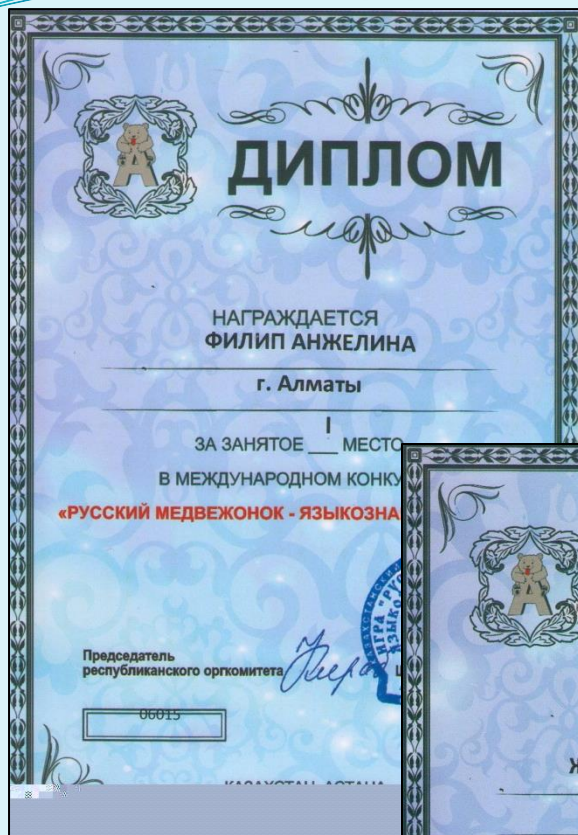 ДИПЛОМ
НАГРАЖДАЕТСЯ
ФИЛИП АНЖЕЛИНА
г. Алматы
I
ЗА ЗАНЯТОЕ ___ МЕСТО
В МЕЖДУНАРОДНОМ КОНКУ
«РУССКИЙ МЕДВЕЖОНОК - ЯЗЫКОЗНА
Председатель
республиканского оргкомитета
06015